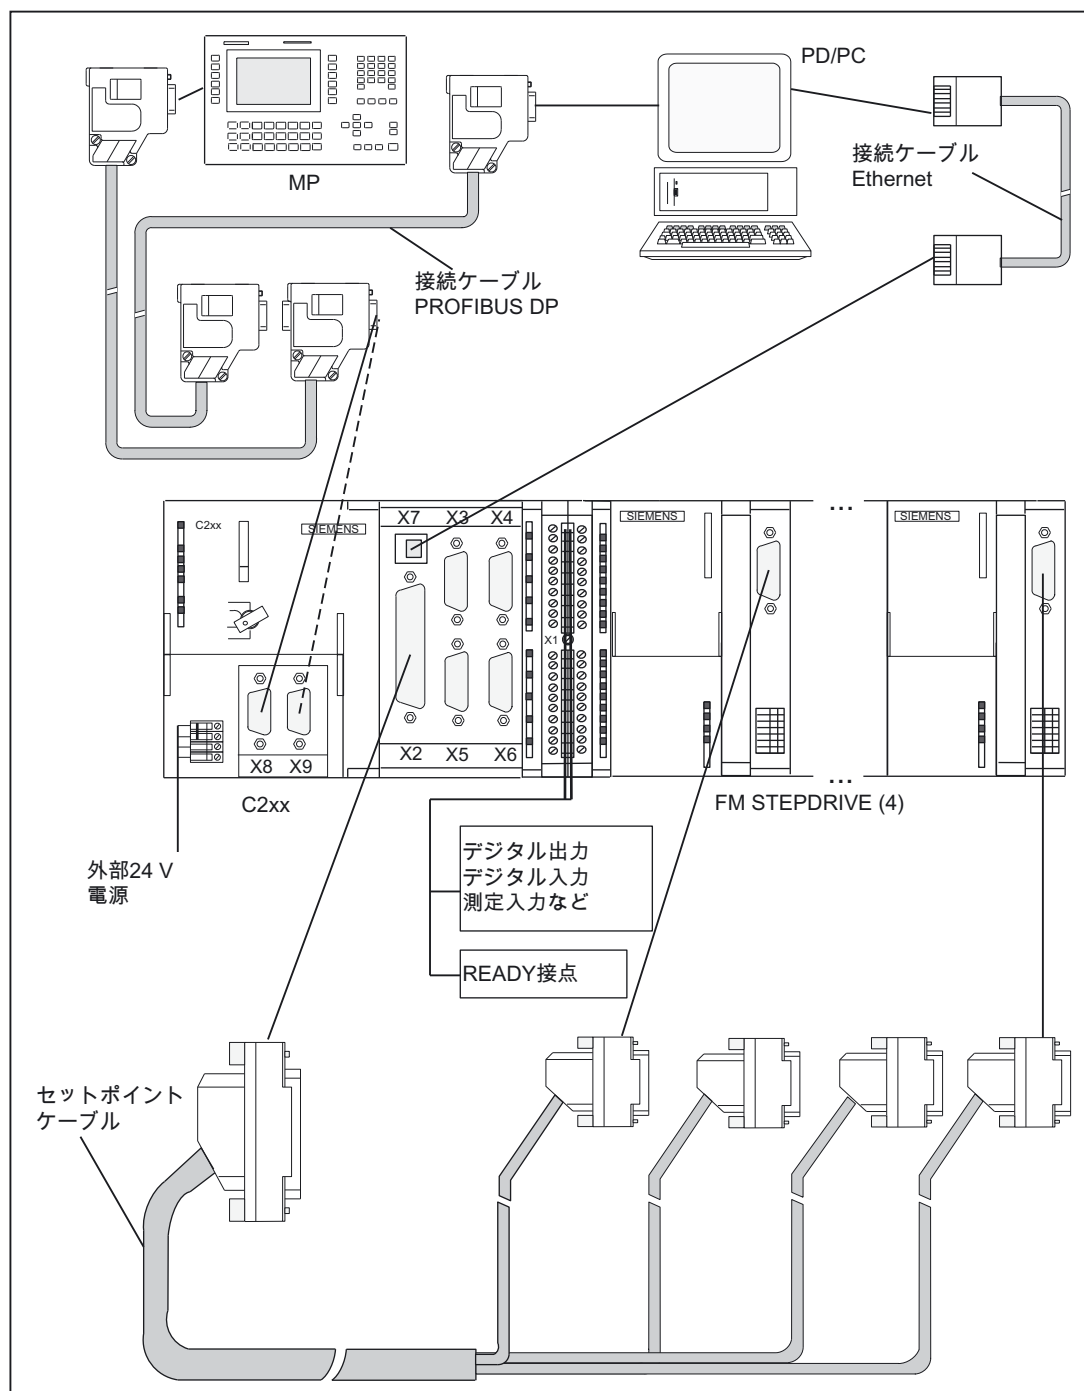 PD/PC
接続ケーブル
Ethernet
MP
接続ケーブル
PROFIBUS DP
C2xx
SIEMENS
X7
X3
X4
SIEMENS
...
SIEMENS
X1
X8
X9
X2
X5
X6
C2xx
...
FM STEPDRIVE (4)
外部24 V
電源
デジタル出力
デジタル入力
測定入力など
READY接点
セットポイント
ケーブル